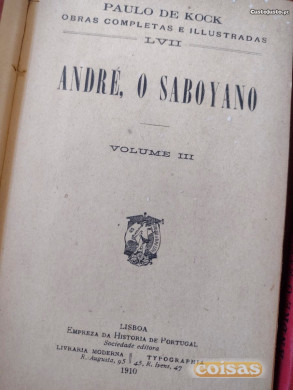 PAULO DE KOCK
OBRAS COMPLETAS E ILLUSTRADAS
LVII
ANDRÉ, O SABOYANO
VOLUME III
LISBOA
EMPREZA DA HISTORIA DE PORTUGAL
Sociedade editora
LIVRARIA MODERNA TYPOGRAPHIA
R. Augusta, 95 45, R. Ivens, 47
1910
coisas